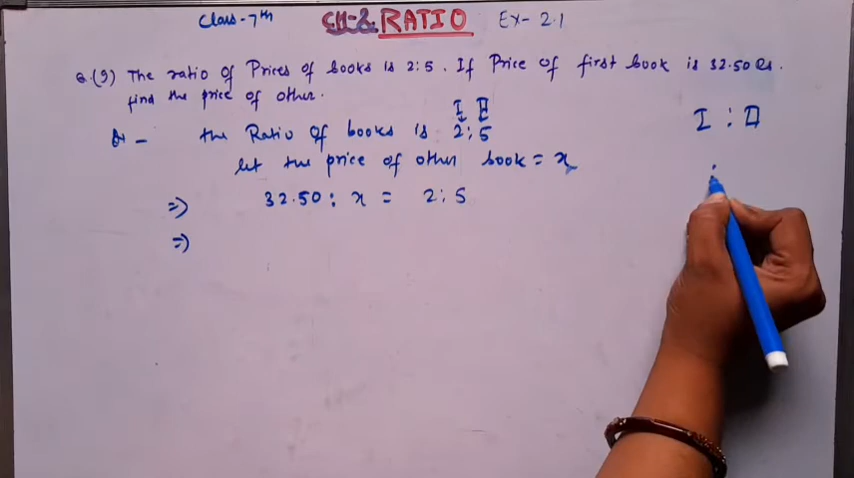 Class-7th CH-2 RATIO Ex-2.1
Q.(9) The ratio of Prices of books is 2:5. If Price of first book is 32.50 Rs.
find the price of other.
I II
the Ratio of books is 2:5
I : II
let the price of other book = x
=> 32.50 : x = 2:5
=>